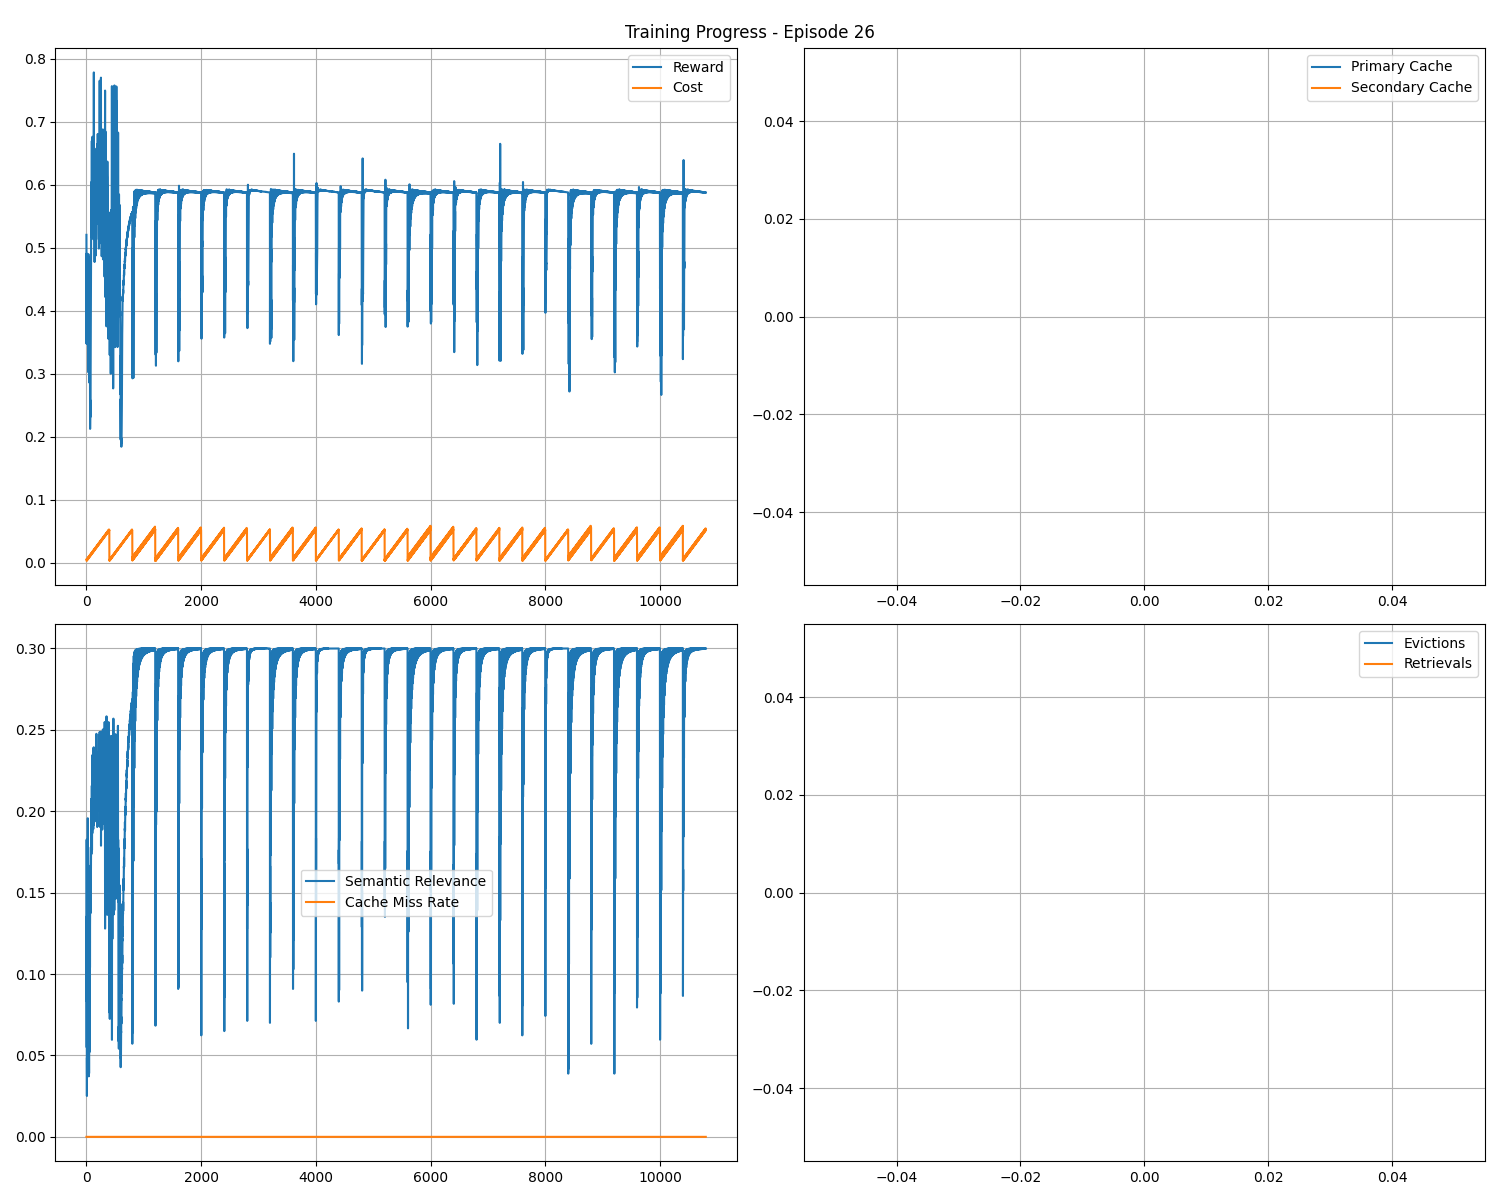 Training Progress - Episode 26
Reward
Cost
0.8
0.7
0.6
0.5
0.4
0.3
0.2
0.1
0.0
0 2000 4000 6000 8000 10000
Primary Cache
Secondary Cache
0.04
0.02
0.00
−0.02
−0.04
−0.04 −0.02 0.00 0.02 0.04
Semantic Relevance
Cache Miss Rate
0.30
0.25
0.20
0.15
0.10
0.05
0.00
0 2000 4000 6000 8000 10000
Evictions
Retrievals
0.04
0.02
0.00
−0.02
−0.04
−0.04 −0.02 0.00 0.02 0.04